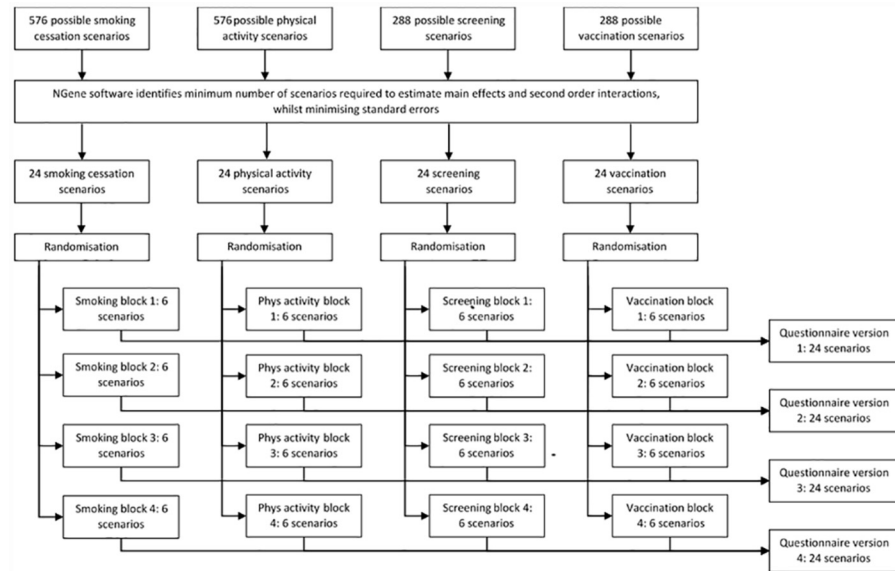 576 possible smoking
cessation scenarios
576 possible physical
activity scenarios
288 possible screening
scenarios
288 possible
vaccination scenarios
NGene software identifies minimum number of scenarios required to estimate main effects and second order interactions,
whilst minimising standard errors
24 smoking cessation
scenarios
24 physical activity
scenarios
24 screening
scenarios
24 vaccination
scenarios
Randomisation
Randomisation
Randomisation
Randomisation
Smoking block 1: 6
scenarios
Phys activity block
1: 6 scenarios
Screening block 1:
6 scenarios
Vaccination block
1: 6 scenarios
Questionnaire version
1: 24 scenarios
Smoking block 2: 6
scenarios
Phys activity block
2: 6 scenarios
Screening block 2:
6 scenarios
Vaccination block
2: 6 scenarios
Questionnaire version
2: 24 scenarios
Smoking block 3: 6
scenarios
Phys activity block
3: 6 scenarios
Screening block 3:
6 scenarios
Vaccination block
3: 6 scenarios
Questionnaire version
3: 24 scenarios
Smoking block 4: 6
scenarios
Phys activity block
4: 6 scenarios
Screening block 4:
6 scenarios
Vaccination block
4: 6 scenarios
Questionnaire version
4: 24 scenarios